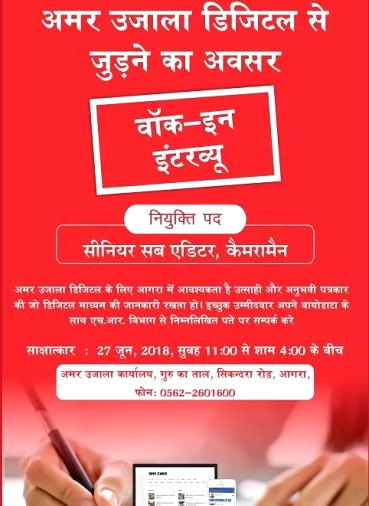 अमर उजाला डिजिटल से
जुड़ने का अवसर
वॉक-इन
इंटरव्यू
नियुक्ति पद
सीनियर सब एडिटर, कैमरामैन
अमर उजाला डिजिटल के लिए आगरा में आवश्यकता है उत्साही और अनुभवी पत्रकार
की जो डिजिटल माध्यम की जानकारी रखता हो। इच्छुक उम्मीदवार अपने बायोडाटा के
साथ एच.आर. विभाग से निम्नलिखित पते पर सम्पर्क करे
साक्षात्कार : 27 जून, 2018, सुबह 11:00 से शाम 4:00 के बीच
अमर उजाला कार्यालय, गुरु का ताल, सिकन्दरा रोड, आगरा,
फोन: 0562-2601600